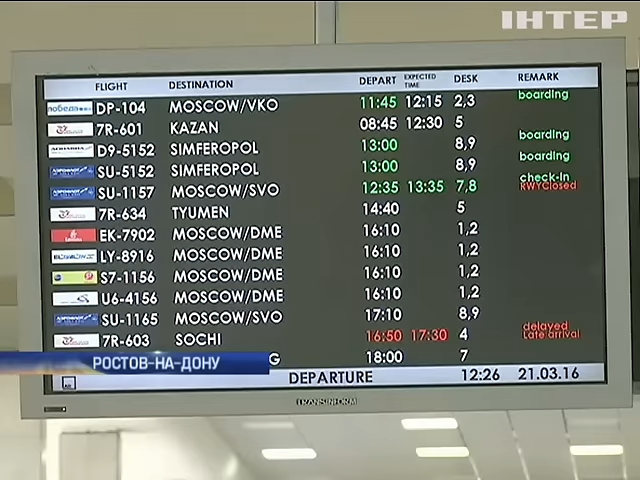 ІНТЕР
FLIGHT DESTINATION DEPART EXPECTED TIME DESK REMARK
победа DP-104 MOSCOW/VKO 11:45 12:15 2,3 boarding
7R-601 KAZAN 08:45 12:30 5
D9-5152 SIMFEROPOL 13:00 8,9 boarding
SU-5152 SIMFEROPOL 13:00 8,9 boarding
SU-1157 MOSCOW/SVO 12:35 13:35 7,8 check-in RWYClosed
7R-634 TYUMEN 14:40 5
EK-7902 MOSCOW/DME 16:10 1,2
LY-8916 MOSCOW/DME 16:10 1,2
S7-1156 MOSCOW/DME 16:10 1,2
U6-4156 MOSCOW/DME 16:10 1,2
SU-1165 MOSCOW/SVO 17:10 8,9
7R-603 SOCHI 16:50 17:30 4 delayed Late arrival
РОСТОВ-НА-ДОНУ G 18:00 7
DEPARTURE 12:26 21.03.16
TRANSINFORM